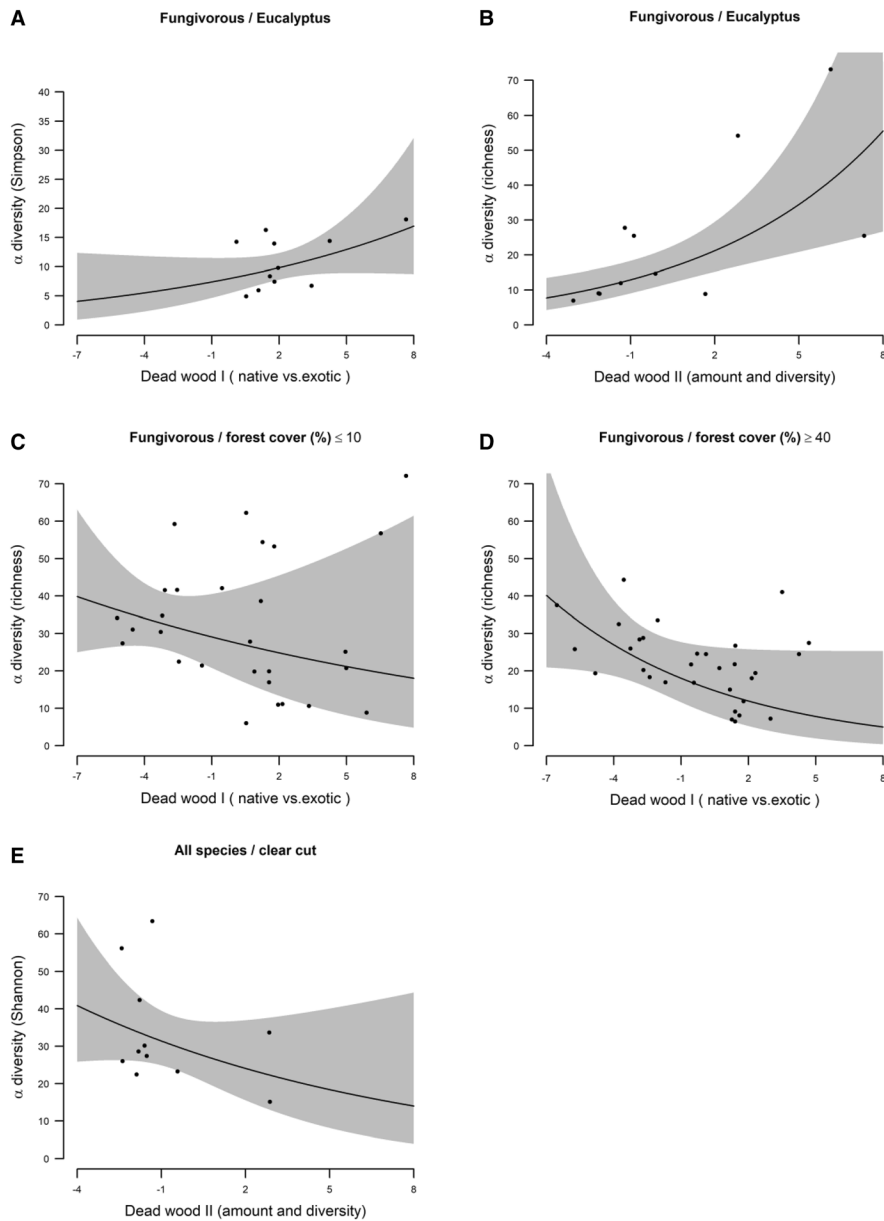 A
Fungivorous / Eucalyptus
α diversity (Simpson)
40
35
30
25
20
15
10
5
0
-7 -4 -1 2 5 8
Dead wood I ( native vs.exotic )
B
Fungivorous / Eucalyptus
α diversity (richness)
70
60
50
40
30
20
10
0
-4 -1 2 5 8
Dead wood II (amount and diversity)
C
Fungivorous / forest cover (%) ≤ 10
α diversity (richness)
70
60
50
40
30
20
10
0
-7 -4 -1 2 5 8
Dead wood I ( native vs.exotic )
D
Fungivorous / forest cover (%) ≥ 40
α diversity (richness)
70
60
50
40
30
20
10
0
-7 -4 -1 2 5 8
Dead wood I ( native vs.exotic )
E
All species / clear cut
α diversity (Shannon)
70
60
50
40
30
20
10
0
-4 -1 2 5 8
Dead wood II (amount and diversity)